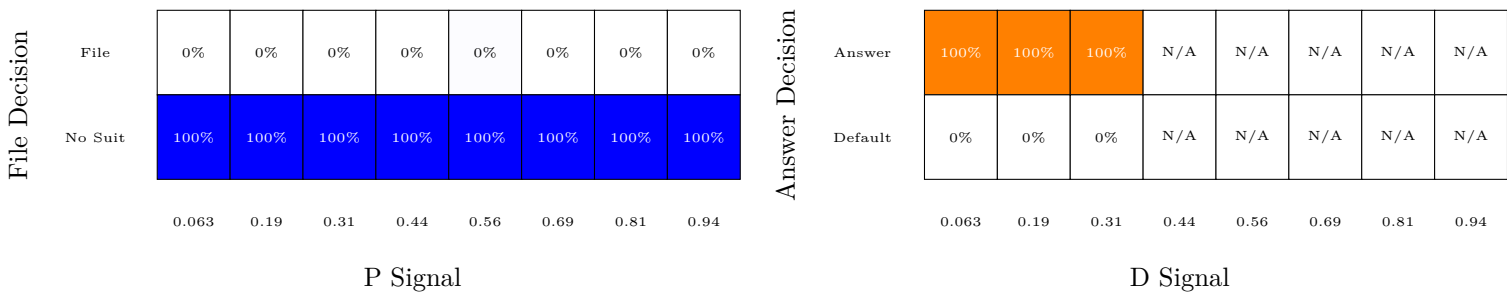 File Decision
File
0% 0% 0% 0% 0% 0% 0% 0%
No Suit
100% 100% 100% 100% 100% 100% 100% 100%
0.063 0.19 0.31 0.44 0.56 0.69 0.81 0.94
P Signal
Answer Decision
Answer
100% 100% 100% N/A N/A N/A N/A N/A
Default
0% 0% 0% N/A N/A N/A N/A N/A
0.063 0.19 0.31 0.44 0.56 0.69 0.81 0.94
D Signal